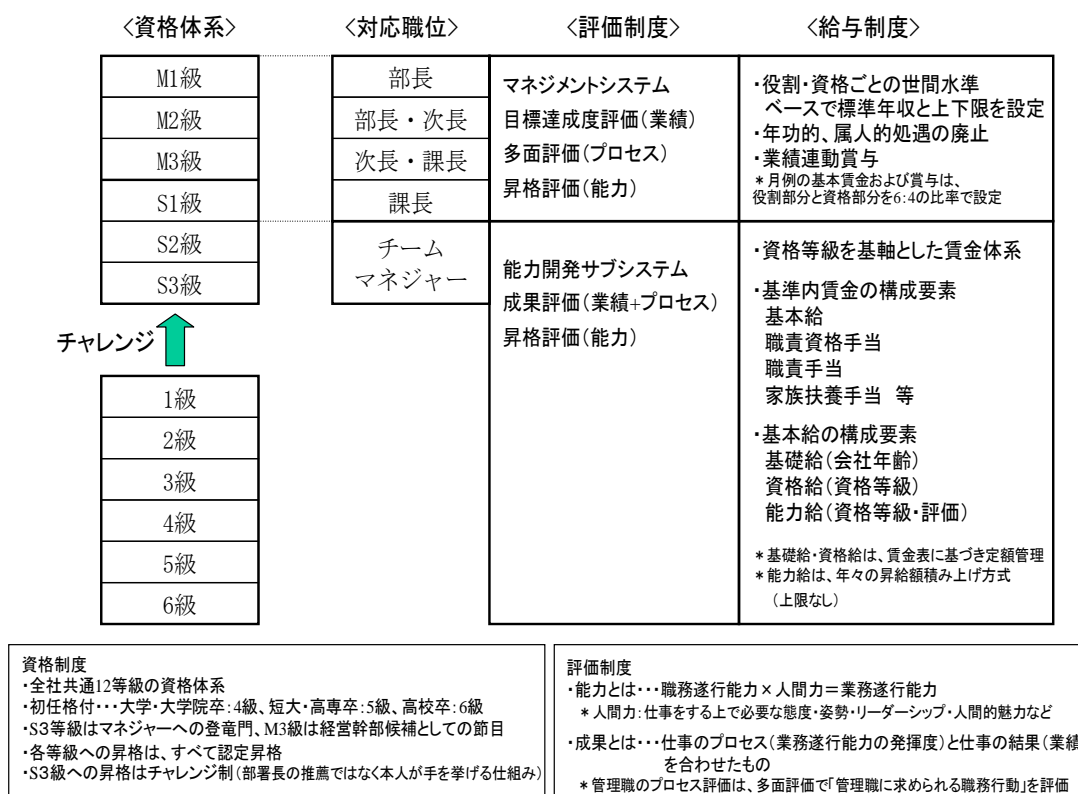 〈資格体系〉
〈対応職位〉
〈評価制度〉
〈給与制度〉
M1級
M2級
M3級
S1級
S2級
S3級
チャレンジ
1級
2級
3級
4級
5級
6級
部長
部長・次長
次長・課長
課長
チーム
マネジャー
マネジメントシステム
目標達成度評価(業績)
多面評価(プロセス)
昇格評価(能力)
能力開発サブシステム
成果評価(業績+プロセス)
昇格評価(能力)
・役割・資格ごとの世間水準
ベースで標準年収と上下限を設定
・年功的、属人的処遇の廃止
・業績連動賞与
*月例の基本賃金および賞与は、
役割部分と資格部分を6:4の比率で設定
・資格等級を基軸とした賃金体系
・基準内賃金の構成要素
基本給
職責資格手当
職責手当
家族扶養手当 等
・基本給の構成要素
基礎給(会社年齢)
資格給(資格等級)
能力給(資格等級・評価)
*基礎給・資格給は、賃金表に基づき定額管理
*能力給は、年々の昇給額積み上げ方式
(上限なし)
資格制度
・全社共通12等級の資格体系
・初任格付・・・大学・大学院卒:4級、短大・高専卒:5級、高校卒:6級
・S3等級はマネジャーへの登竜門、M3級は経営幹部候補としての節目
・各等級への昇格は、すべて認定昇格
・S3級への昇格はチャレンジ制(部署長の推薦ではなく本人が手を挙げる仕組み)
評価制度
・能力とは・・・職務遂行能力×人間力=業務遂行能力
*人間力:仕事をする上で必要な態度・姿勢・リーダーシップ・人間的魅力など
・成果とは・・・仕事のプロセス(業務遂行能力の発揮度)と仕事の結果(業績
を合わせたもの
*管理職のプロセス評価は、多面評価で「管理職に求められる職務行動」を評価